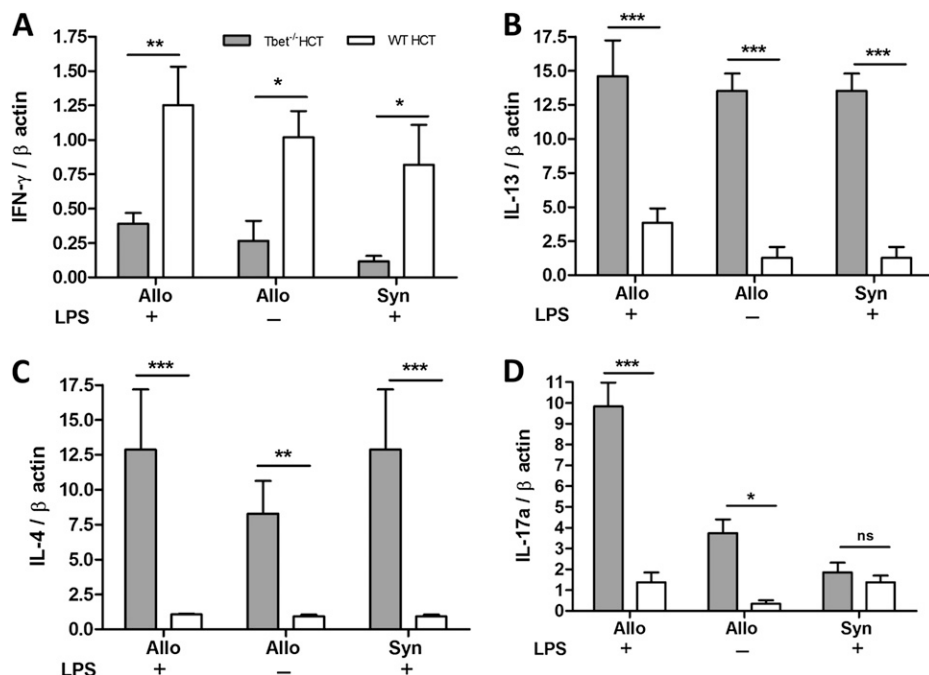 A
IFN-γ / β actin
1.75
1.50
1.25
1.00
0.75
0.50
0.25
0.00
Tbet-/-HCT WT HCT
** * *
Allo Allo Syn
LPS + − +
B
IL-13 / β actin
17.5
15.0
12.5
10.0
7.5
5.0
2.5
0.0
*** *** ***
Allo Allo Syn
LPS + − +
C
IL-4 / β actin
17.5
15.0
12.5
10.0
7.5
5.0
2.5
0.0
*** ** ***
Allo Allo Syn
LPS + − +
D
IL-17a / β actin
11
10
9
8
7
6
5
4
3
2
1
0
*** * ns
Allo Allo Syn
LPS + − +